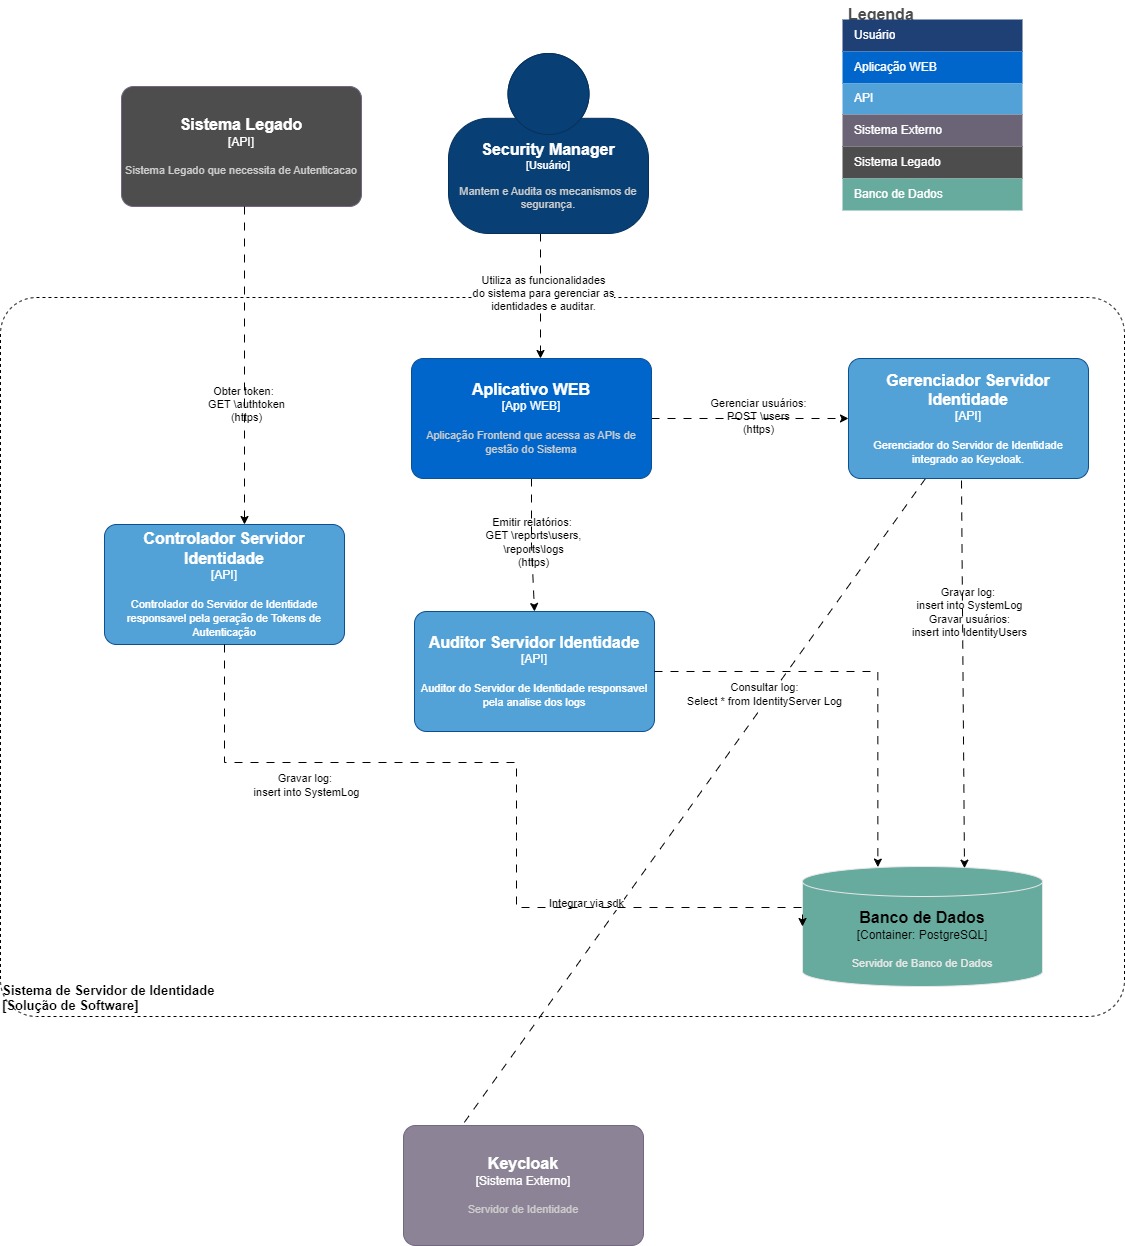 Legenda
Usuário
Aplicação WEB
API
Sistema Externo
Sistema Legado
Banco de Dados
Sistema Legado
[API]
Sistema Legado que necessita de Autenticacao
Security Manager
[Usuário]
Mantem e Audita os mecanismos de
segurança.
Utiliza as funcionalidades
do sistema para gerenciar as
identidades e auditar.
Obter token:
GET \authtoken
(https)
Aplicativo WEB
[App WEB]
Aplicação Frontend que acessa as APIs de
gestão do Sistema
Gerenciar usuários:
POST \users
(https)
Gerenciador Servidor
Identidade
[API]
Gerenciador do Servidor de Identidade
integrado ao Keycloak.
Emitir relatórios:
GET \reports\users,
\reports\logs
(https)
Controlador Servidor
Identidade
[API]
Controlador do Servidor de Identidade
responsavel pela geração de Tokens de
Autenticação
Auditor Servidor Identidade
[API]
Auditor do Servidor de Identidade responsavel
pela analise dos logs
Gravar log:
insert into SystemLog
Gravar usuários:
insert into IdentityUsers
Consultar log:
Select * from IdentityServer Log
Gravar log:
insert into SystemLog
Integrar via sdk
Banco de Dados
[Container: PostgreSQL]
Servidor de Banco de Dados
Sistema de Servidor de Identidade
[Solução de Software]
Keycloak
[Sistema Externo]
Servidor de Identidade